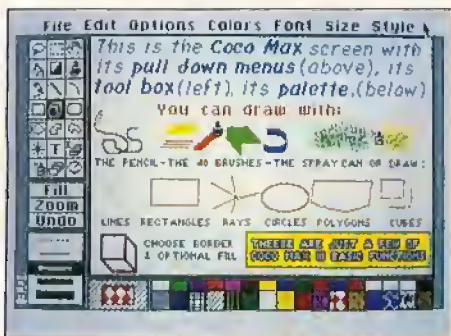 File Edit Options Colors Font Size Style
This is the Coco Max screen with
its pull down menus (above), its
tool box (left), its palette, (below)
You can draw with:
THE PENCIL - THE 40 BRUSHES - THE SPRAY CAN OR DRAW:
T
Fill
Zoom
Undo
LINES RECTANGLES RAYS CIRCLES POLYGONS CUBES
CHOOSE BORDER
& OPTIONAL FILL
THEESE ARE JUST A FEW OF
COCO MAX III BASIC FUNCTIONS